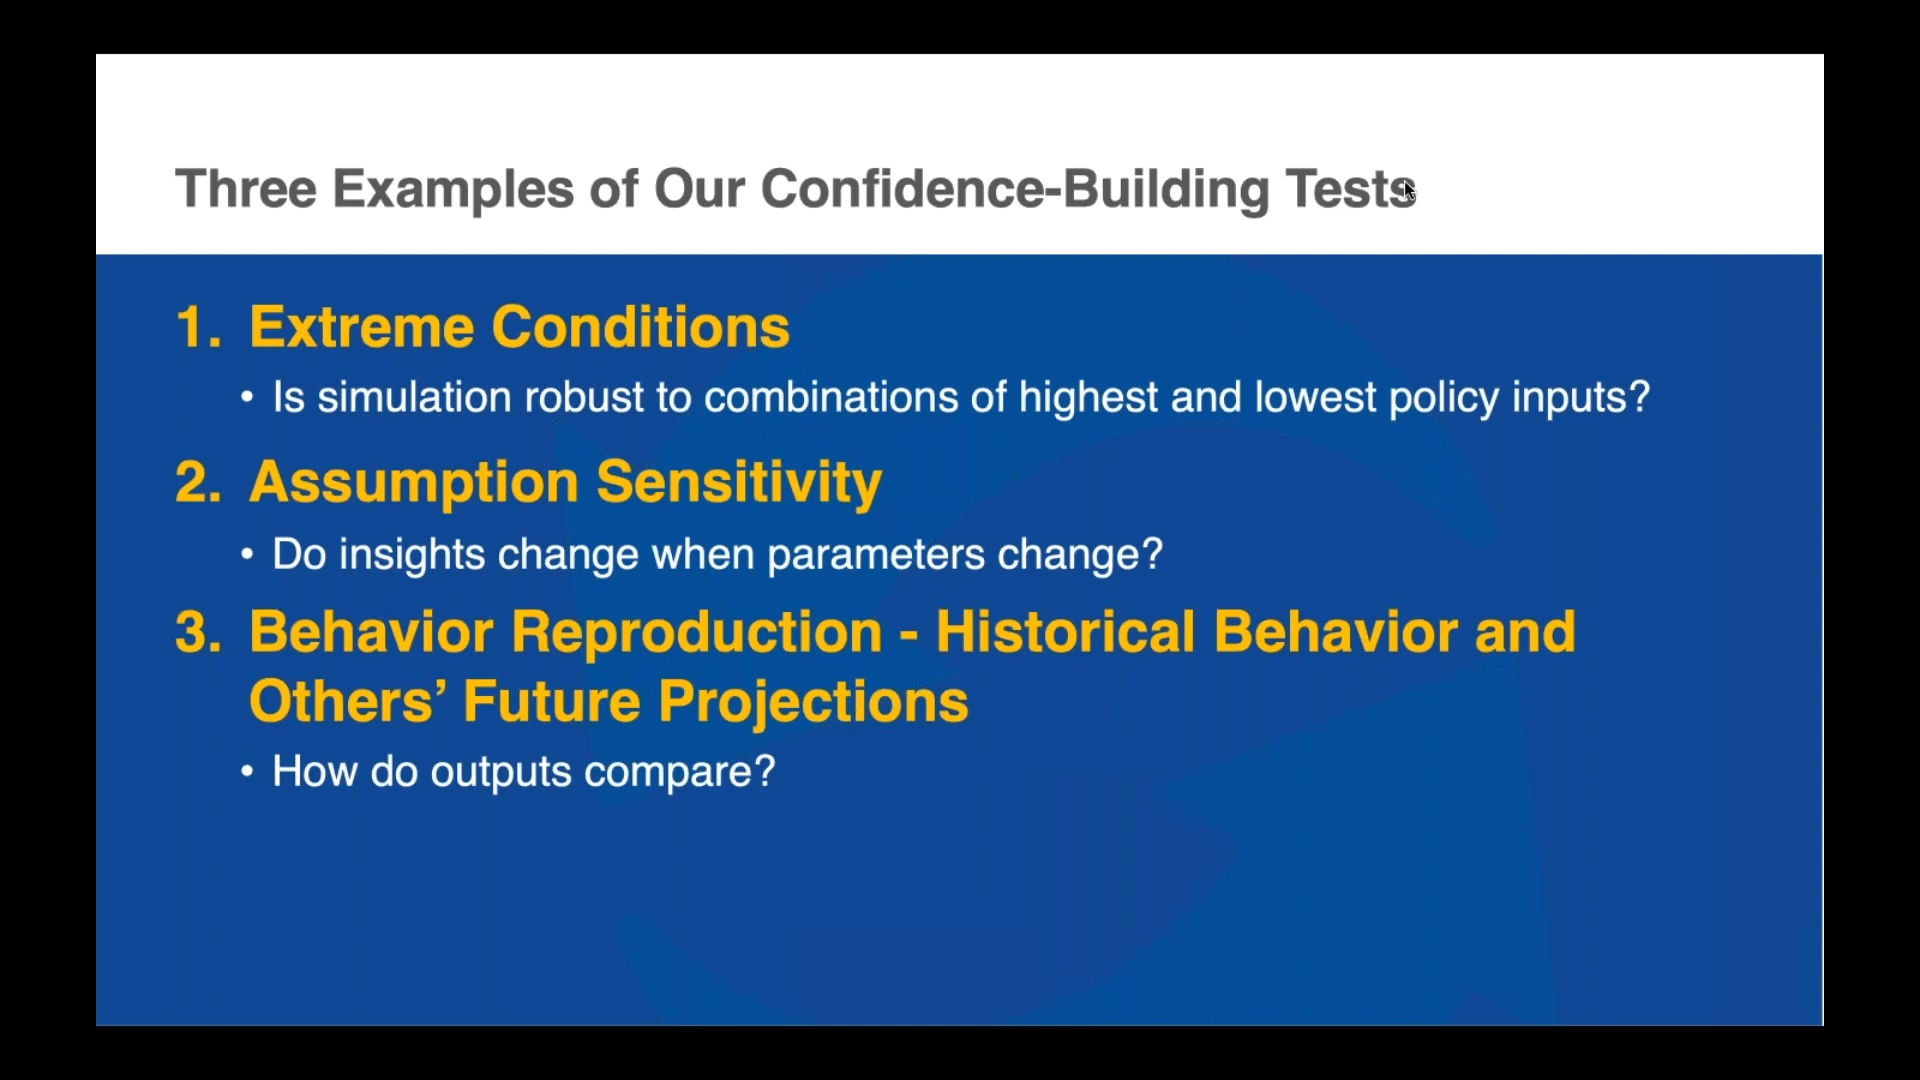 Three Examples of Our Confidence-Building Tests
1. Extreme Conditions
• Is simulation robust to combinations of highest and lowest policy inputs?
2. Assumption Sensitivity
• Do insights change when parameters change?
3. Behavior Reproduction - Historical Behavior and
Others’ Future Projections
• How do outputs compare?